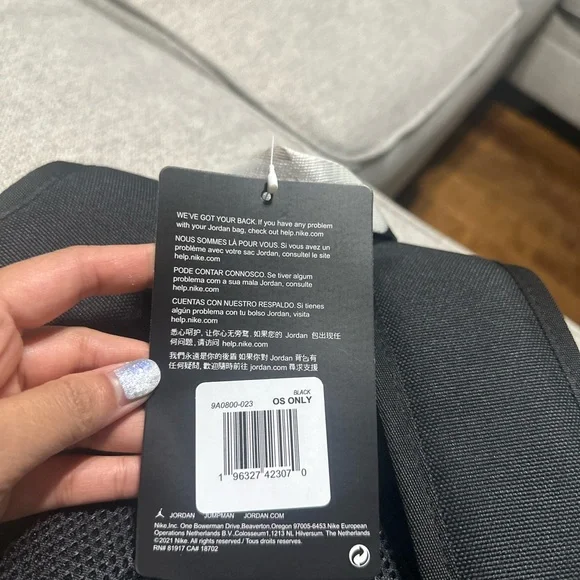 WE'VE GOT YOUR BACK. If you have any problem
with your Jordan bag, check out help.nike.com
NOUS SOMMES LÀ POUR VOUS. Si vous avez un
problème avec votre sac Jordan, consultel le site
help.nike.com
PODE CONTAR CONNOSCO. Se tiver algum
problema com a sua mala Jordan, consulte
help.nike.com
CUENTAS CON NUESTRO RESPALDO. Si tienes
algún problema con tu bolso Jordan, visita
help.nike.com
悉心呵护, 让你心无旁骛. 如果您的 Jordan 包出现任
何问题, 请访问 help.nike.com
我們永遠是你的後盾 如果你對 Jordan 背包有
任何疑問, 歡迎隨時前往 jordan.com 尋求支援
BLACK
9A0800-023 OS ONLY
1 96327 42307 0
JORDAN JUMPMAN JORDAN.COM
Nike,Inc. One Bowerman Drive,Beaverton,Oregon 97005-6453.Nike European
Operations Netherlands B.V.,Colosseum1,1213 NL Hilversum. The Netherlands
©2021 Nike.All rights reserved./ Tous droits reserves.
RN# 81917 CA# 18702